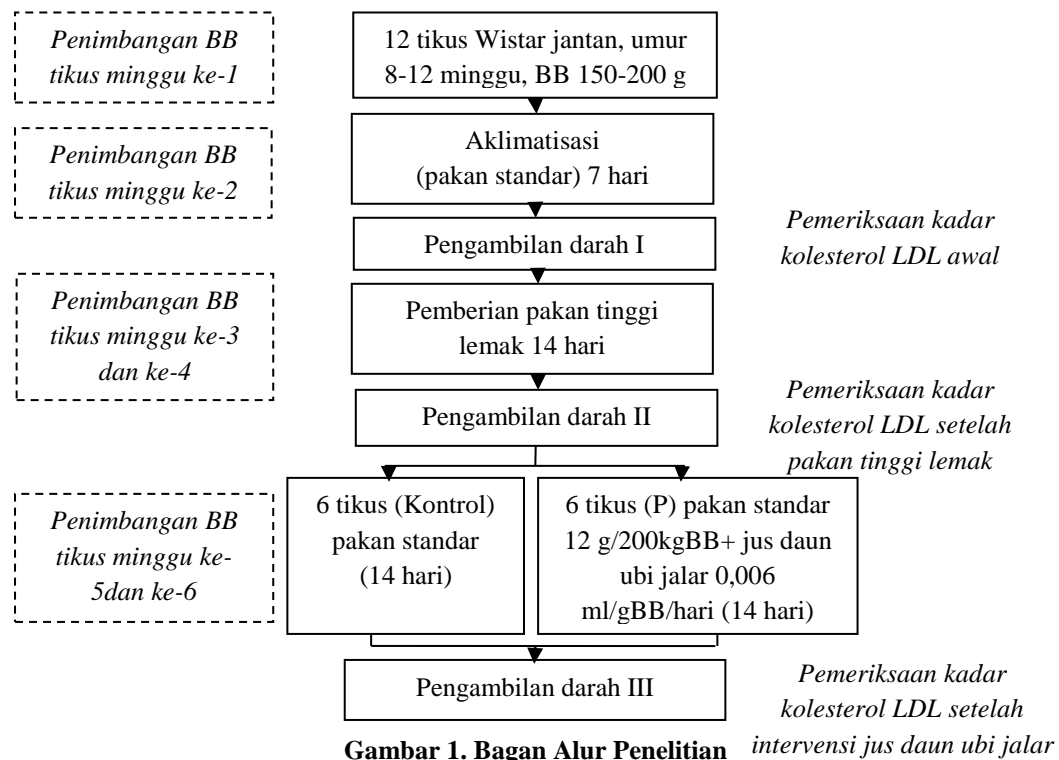 Penimbangan BB
tikus minggu ke-1
12 tikus Wistar jantan, umur
8-12 minggu, BB 150-200 g
Penimbangan BB
tikus minggu ke-2
Aklimatisasi
(pakan standar) 7 hari
Pengambilan darah I
Pemeriksaan kadar
kolesterol LDL awal
Penimbangan BB
tikus minggu ke-3
dan ke-4
Pemberian pakan tinggi
lemak 14 hari
Pengambilan darah II
Pemeriksaan kadar
kolesterol LDL setelah
pakan tinggi lemak
Penimbangan BB
tikus minggu ke-
5dan ke-6
6 tikus (Kontrol)
pakan standar
(14 hari)
6 tikus (P) pakan standar
12 g/200kgBB+ jus daun
ubi jalar 0,006
ml/gBB/hari (14 hari)
Pengambilan darah III
Pemeriksaan kadar
kolesterol LDL setelah
intervensi jus daun ubi jalar
Gambar 1. Bagan Alur Penelitian